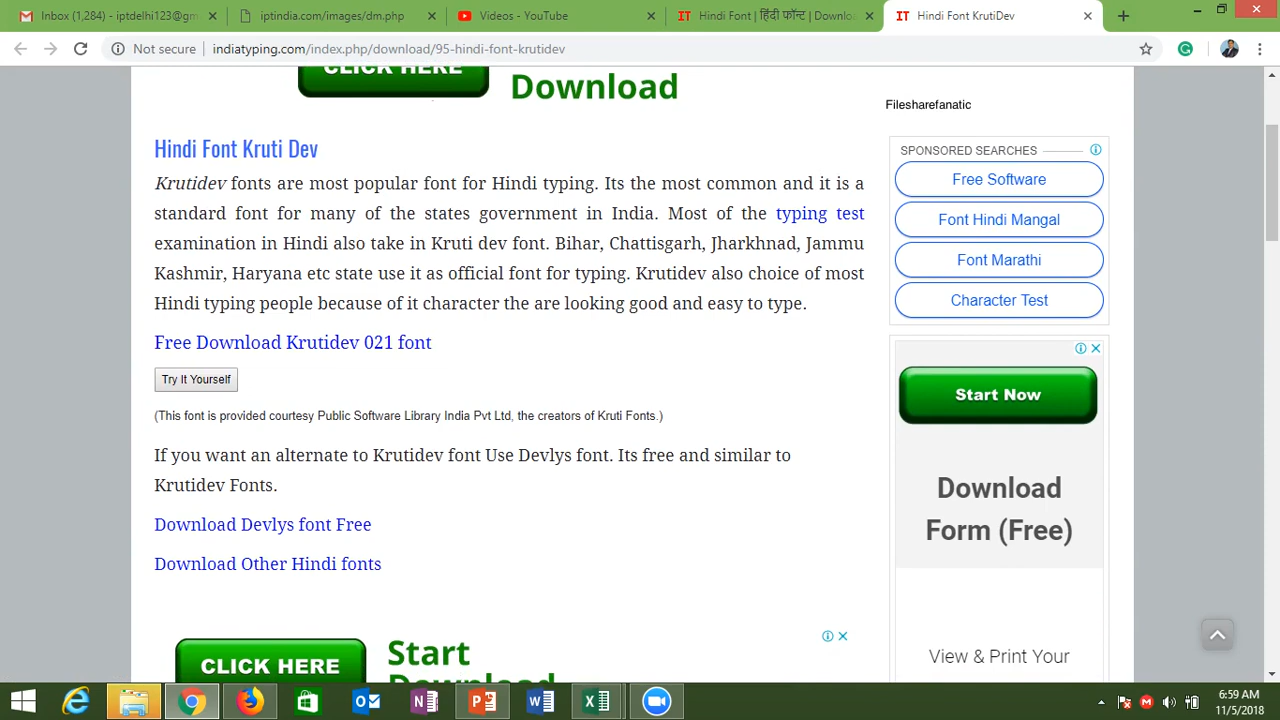 Inbox (1,284) - iptdelhi123@gm
iptindia.com/images/dm.php
Videos - YouTube
IT Hindi Font | हिंदी फॉन्ट | Downloa
IT Hindi Font KrutiDev
Not secure
indiatyping.com/index.php/download/95-hindi-font-krutidev
CLICK HERE
Download
Filesharefanatic
Hindi Font Kruti Dev
Krutidev fonts are most popular font for Hindi typing. Its the most common and it is a
standard font for many of the states government in India. Most of the typing test
examination in Hindi also take in Kruti dev font. Bihar, Chattisgarh, Jharkhnad, Jammu
Kashmir, Haryana etc state use it as official font for typing. Krutidev also choice of most
Hindi typing people because of it character the are looking good and easy to type.
Free Download Krutidev 021 font
Try It Yourself
(This font is provided courtesy Public Software Library India Pvt Ltd, the creators of Kruti Fonts.)
If you want an alternate to Krutidev font Use Devlys font. Its free and similar to
Krutidev Fonts.
Download Devlys font Free
Download Other Hindi fonts
CLICK HERE
Start
Download
SPONSORED SEARCHES
Free Software
Font Hindi Mangal
Font Marathi
Character Test
Start Now
Download
Form (Free)
View & Print Your
6:59 AM
11/5/2018